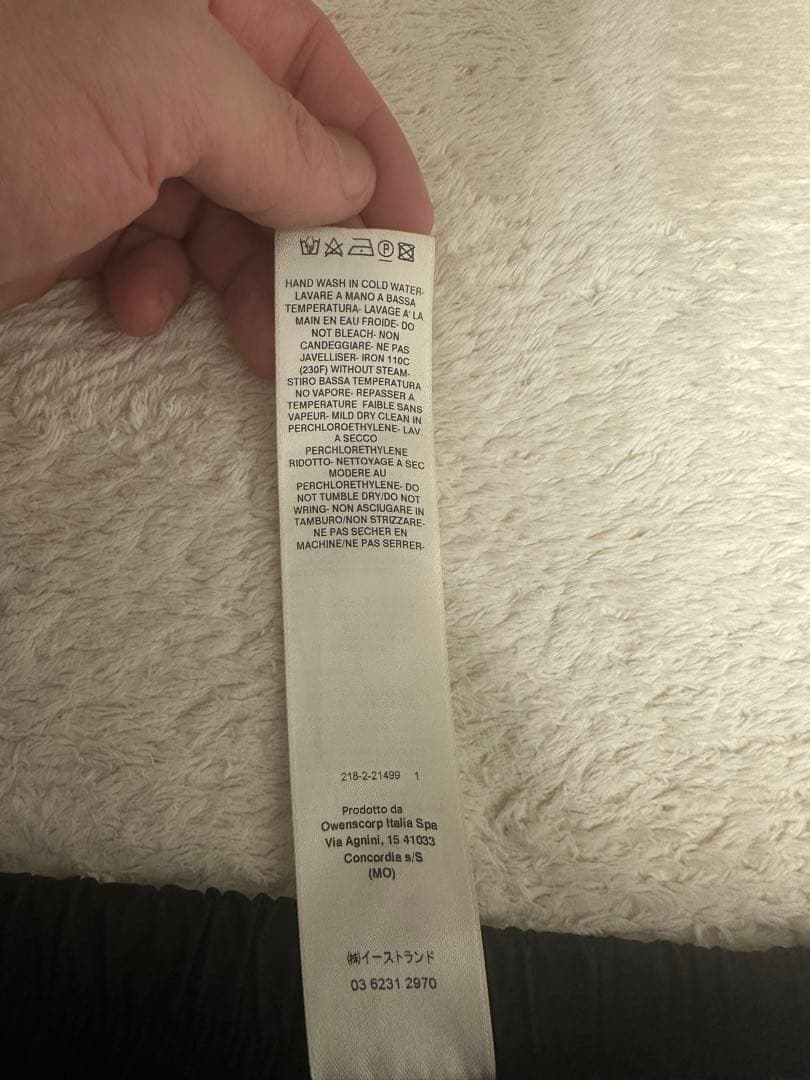 HAND WASH IN COLD WATER-
LAVARE A MANO A BASSA
TEMPERATURA- LAVAGE A' LA
MAIN EN EAU FROIDE- DO
NOT BLEACH- NON
CANDEGGIARE- NE PAS
JAVELLISER- IRON 110C
(230F) WITHOUT STEAM-
STIRO BASSA TEMPERATURA
NO VAPORE- REPASSER A
TEMPERATURE FAIBLE SANS
VAPEUR- MILD DRY CLEAN IN
PERCHLOROETHYLENE- LAV
A SECCO
PERCHLORETHYLENE
RIDOTTO- NETTOYAGE A SEC
MODERE AU
PERCHLORETHYLENE- DO
NOT TUMBLE DRY/DO NOT
WRING- NON ASCIUGARE IN
TAMBURO/NON STRIZZARE-
NE PAS SECHER EN
MACHINE/NE PAS SERRER-
218-2-21499 1
Prodotto da
Owenscorp Italia Spa
Via Agnini, 15 41033
Concordia s/S
(MO)
㈱イーストランド
03 6231 2970